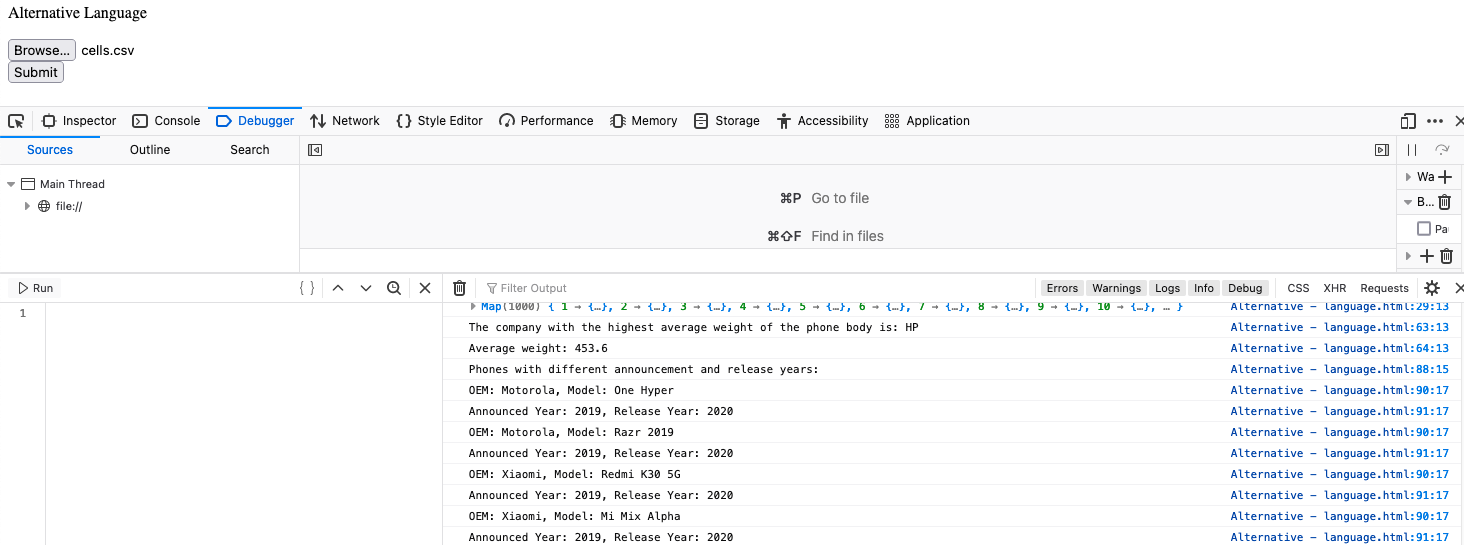 Alternative Language
Browse... cells.csv
Submit
Inspector Console Debugger Network {} Style Editor Performance Memory Storage Accessibility Application
Sources Outline Search
Main Thread
file://
⌘P Go to file
⌘⇧F Find in files
Wa
B...
Pa
Run { }
Filter Output Errors Warnings Logs Info Debug CSS XHR Requests
1
Map(1000) { 1 → {…}, 2 → {…}, 3 → {…}, 4 → {…}, 5 → {…}, 6 → {…}, 7 → {…}, 8 → {…}, 9 → {…}, 10 → {…}, … } Alternative - language.html:29:13
The company with the highest average weight of the phone body is: HP Alternative - language.html:63:13
Average weight: 453.6 Alternative - language.html:64:13
Phones with different announcement and release years: Alternative - language.html:88:15
OEM: Motorola, Model: One Hyper Alternative - language.html:90:17
Announced Year: 2019, Release Year: 2020 Alternative - language.html:91:17
OEM: Motorola, Model: Razr 2019 Alternative - language.html:90:17
Announced Year: 2019, Release Year: 2020 Alternative - language.html:91:17
OEM: Xiaomi, Model: Redmi K30 5G Alternative - language.html:90:17
Announced Year: 2019, Release Year: 2020 Alternative - language.html:91:17
OEM: Xiaomi, Model: Mi Mix Alpha Alternative - language.html:90:17
Announced Year: 2019, Release Year: 2020 Alternative - language.html:91:17